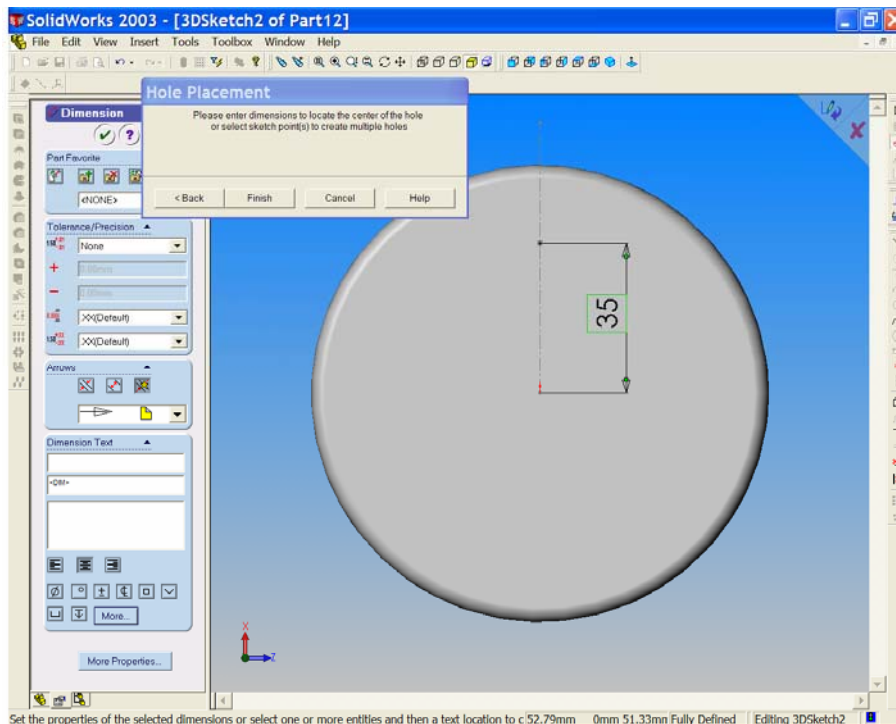 SolidWorks 2003 - [3DSketch2 of Part12]
File Edit View Insert Tools Toolbox Window Help
Hole Placement
Please enter dimensions to locate the center of the hole
or select sketch point(s) to create multiple holes
< Back Finish Cancel Help
Dimension
Part Favorite
<NONE>
Tolerance/Precision
None
0.00mm
0.00mm
.XX(Default)
.XX(Default)
Arrows
Dimension Text
<DIM>
More...
More Properties...
35
X
Z
Set the properties of the selected dimensions or select one or more entities and then a text location to c 52.79mm 0mm 51.33mm Fully Defined Editing 3DSketch2